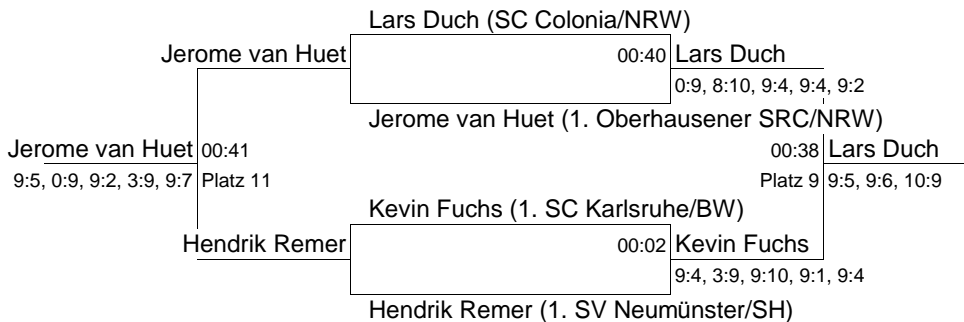 Lars Duch (SC Colonia/NRW)
Jerome van Huet 00:40 Lars Duch
0:9, 8:10, 9:4, 9:4, 9:2
Jerome van Huet (1. Oberhausener SRC/NRW)
Jerome van Huet 00:41 00:38 Lars Duch
9:5, 0:9, 9:2, 3:9, 9:7 Platz 11 Platz 9 9:5, 9:6, 10:9
Kevin Fuchs (1. SC Karlsruhe/BW)
Hendrik Remer 00:02 Kevin Fuchs
9:4, 3:9, 9:10, 9:1, 9:4
Hendrik Remer (1. SV Neumünster/SH)